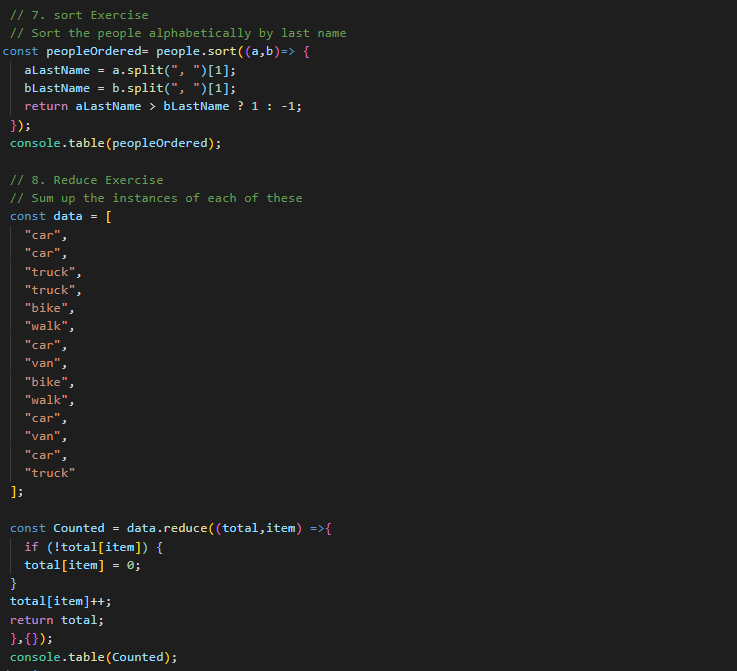 // 7. sort Exercise
// Sort the people alphabetically by last name
const peopleOrdered= people.sort((a,b)=> {
aLastName = a.split(", ")[1];
bLastName = b.split(", ")[1];
return aLastName > bLastName ? 1 : -1;
});
console.table(peopleOrdered);
// 8. Reduce Exercise
// Sum up the instances of each of these
const data = [
"car",
"car",
"truck",
"truck",
"bike",
"walk",
"car",
"van",
"bike",
"walk",
"car",
"van",
"car",
"truck"
];
const Counted = data.reduce((total,item) =>{
if (!total[item]) {
total[item] = 0;
}
total[item]++;
return total;
},{});
console.table(Counted);